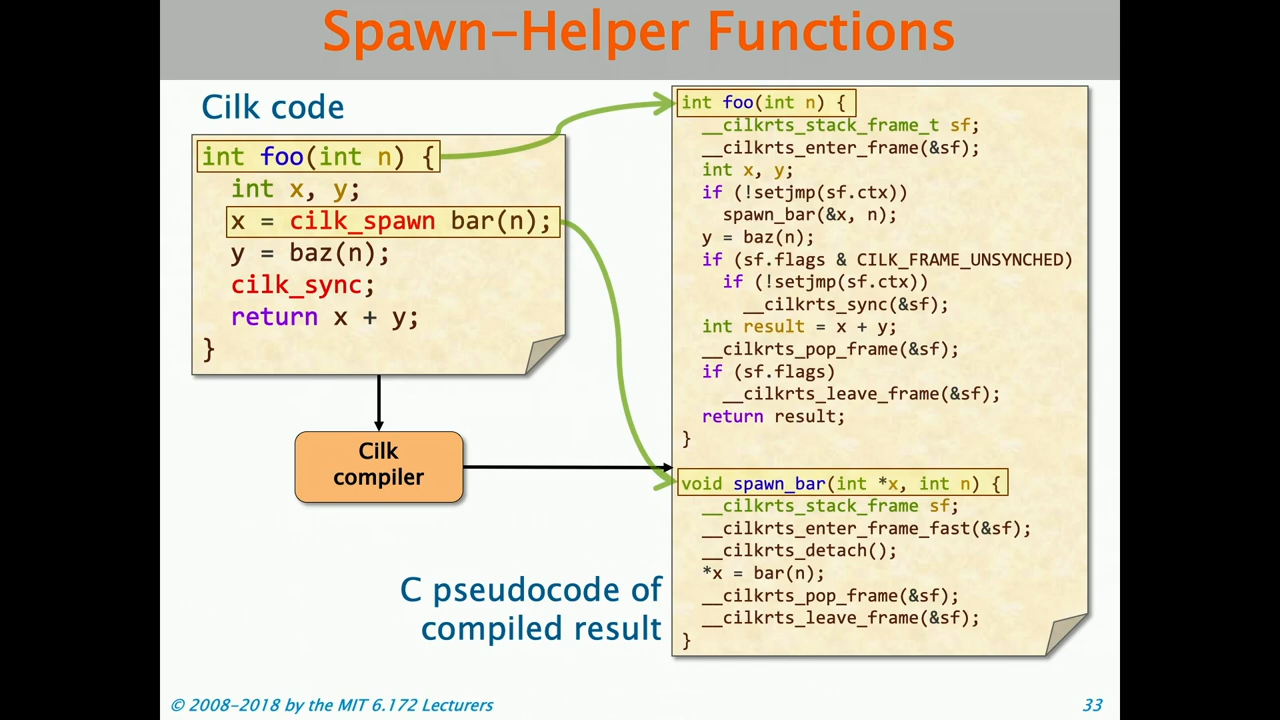 Spawn-Helper Functions
Cilk code
int foo(int n) {
int x, y;
x = cilk_spawn bar(n);
y = baz(n);
cilk_sync;
return x + y;
}
Cilk
compiler
C pseudocode of
compiled result
int foo(int n) {
__cilkrts_stack_frame_t sf;
__cilkrts_enter_frame(&sf);
int x, y;
if (!setjmp(sf.ctx))
spawn_bar(&x, n);
y = baz(n);
if (sf.flags & CILK_FRAME_UNSYNCHED)
if (!setjmp(sf.ctx))
__cilkrts_sync(&sf);
int result = x + y;
__cilkrts_pop_frame(&sf);
if (sf.flags)
__cilkrts_leave_frame(&sf);
return result;
}
void spawn_bar(int *x, int n) {
__cilkrts_stack_frame sf;
__cilkrts_enter_frame_fast(&sf);
__cilkrts_detach();
*x = bar(n);
__cilkrts_pop_frame(&sf);
__cilkrts_leave_frame(&sf);
}
© 2008-2018 by the MIT 6.172 Lecturers
33